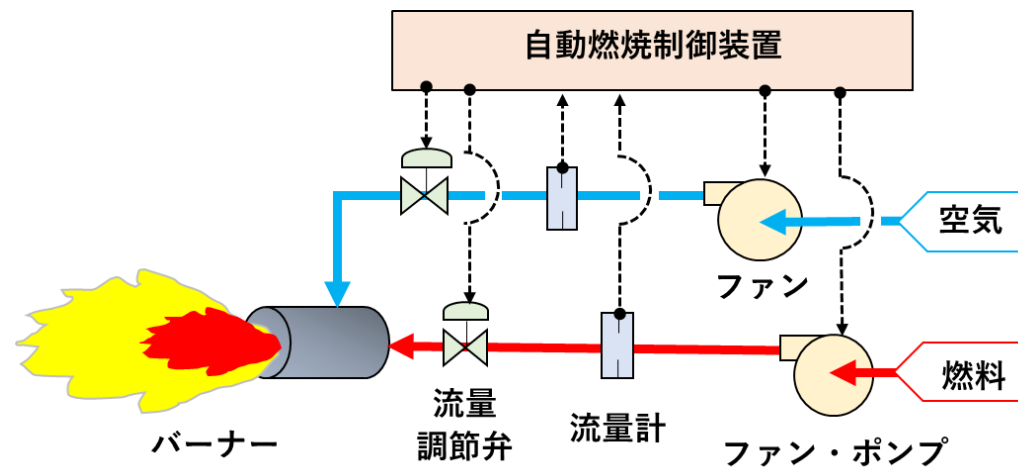 自動燃焼制御装置
空気
ファン
燃料
バーナー
流量
調節弁
流量計
ファン・ポンプ